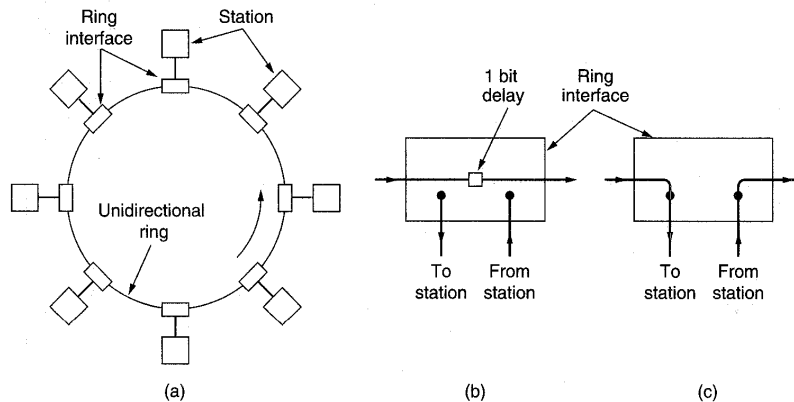 Ring
interface
Station
Unidirectional
ring
(a)
1 bit
delay
Ring
interface
To
station
From
station
(b)
To
station
From
station
(c)